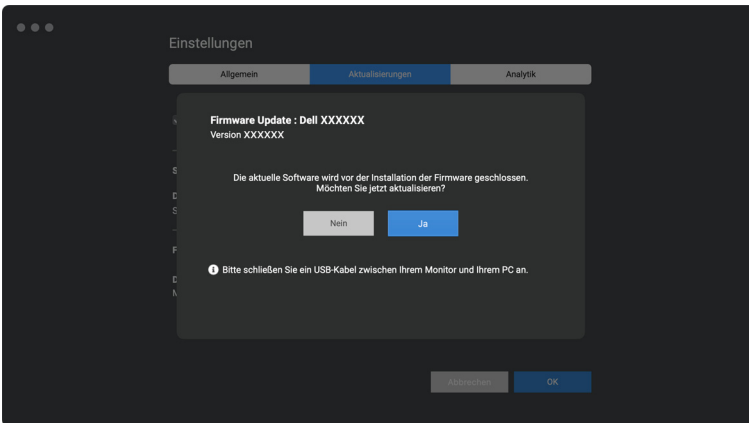 Einstellungen
Allgemein
Aktualisierungen
Analytik
Firmware Update : Dell XXXXXX
Version XXXXXX
Die aktuelle Software wird vor der Installation der Firmware geschlossen.
Möchten Sie jetzt aktualisieren?
Nein
Ja
Bitte schließen Sie ein USB-Kabel zwischen Ihrem Monitor und Ihrem PC an.
Abbrechen
OK